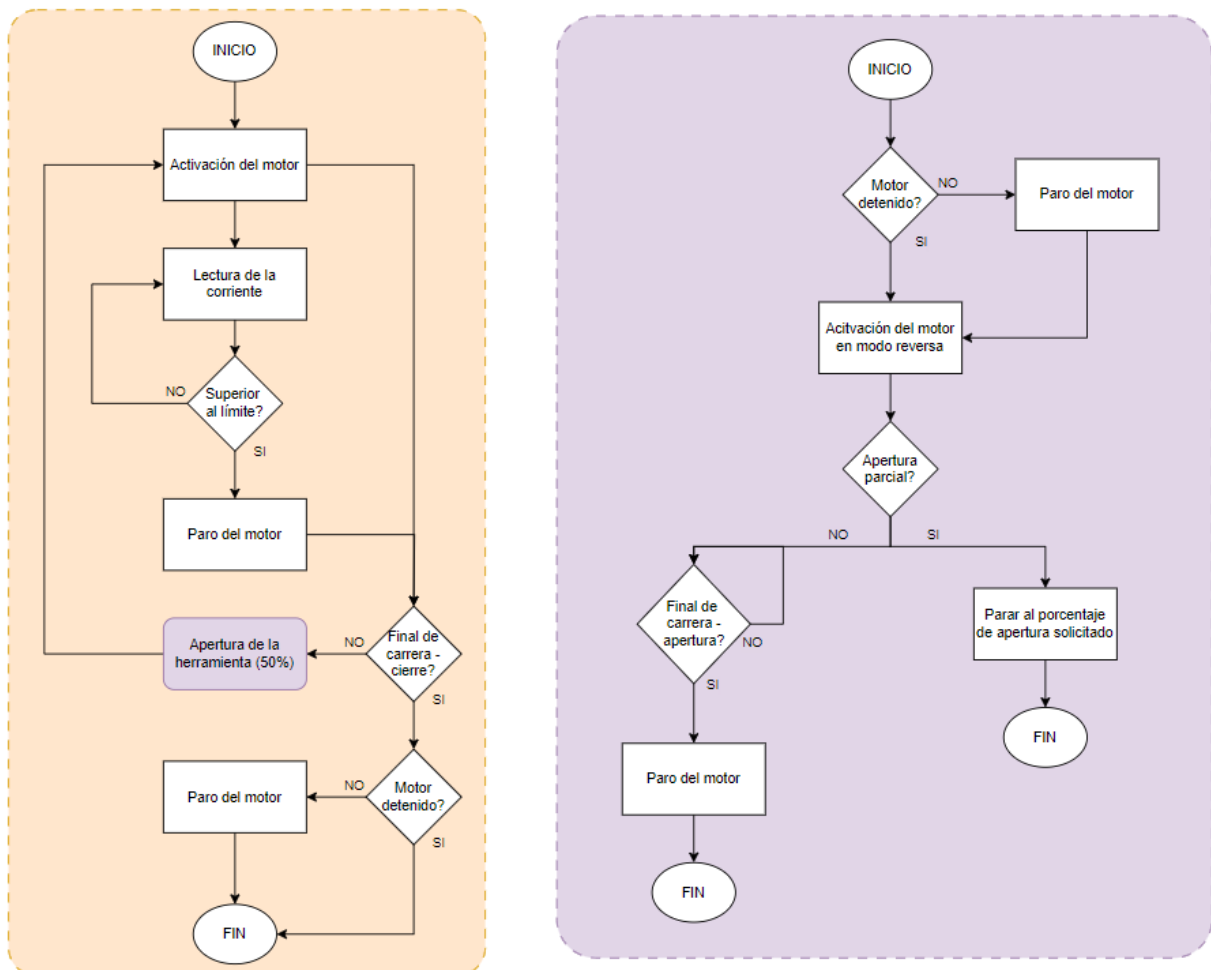 INICIO
Activación del motor
Lectura de la
corriente
NO
Superior
al límite?
SI
Paro del motor
Final de
carrera -
cierre?
NO
Apertura de la
herramienta (50%)
SI
Motor
detenido?
NO
Paro del motor
SI
FIN
INICIO
Motor
detenido?
NO
Paro del motor
SI
Acitvación del motor
en modo reversa
Apertura
parcial?
NO
SI
Final de
carrera -
apertura?
NO
Parar al porcentaje
de apertura solicitado
SI
FIN
Paro del motor
FIN